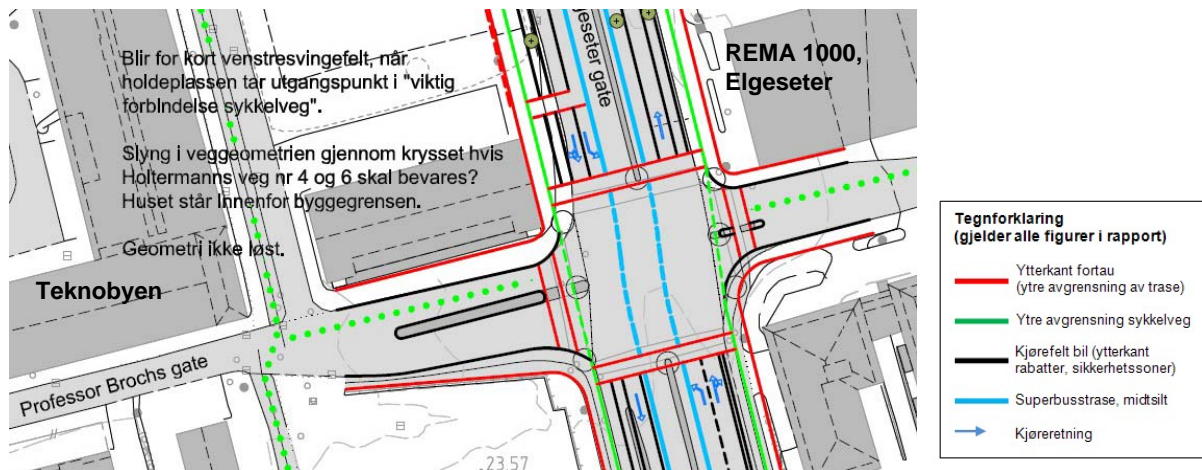 Blir for kort venstresvingefelt, når
holdeplassen tar utgangspunkt i "viktig
forbindelse sykkelveg".
Slyng i veggeometrien gjennom krysset hvis
Holtermanns veg nr 4 og 6 skal bevares?
Huset står innenfor byggegrensen.
Geometri ikke løst.
Teknobyen
Professor Brochs gate
geseter gate
REMA 1000,
Elgeseter
23.57
Tegnforklaring
(gjelder alle figurer i rapport)
Ytterkant fortau
(ytre avgrensning av trase)
Ytre avgrensning sykkelveg
Kjørefelt bil (ytterkant
rabatter, sikkerhetssoner)
Superbusstrase, midtsilt
Kjøreretning